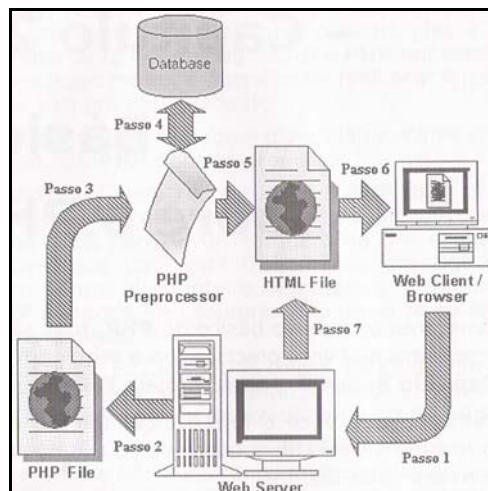 Database
Passo 4
Passo 5
Passo 6
Passo 3
PHP
Preprocessor
HTML File
Web Client /
Browser
Passo 7
Passo 2
Passo 1
PHP File
Web Server